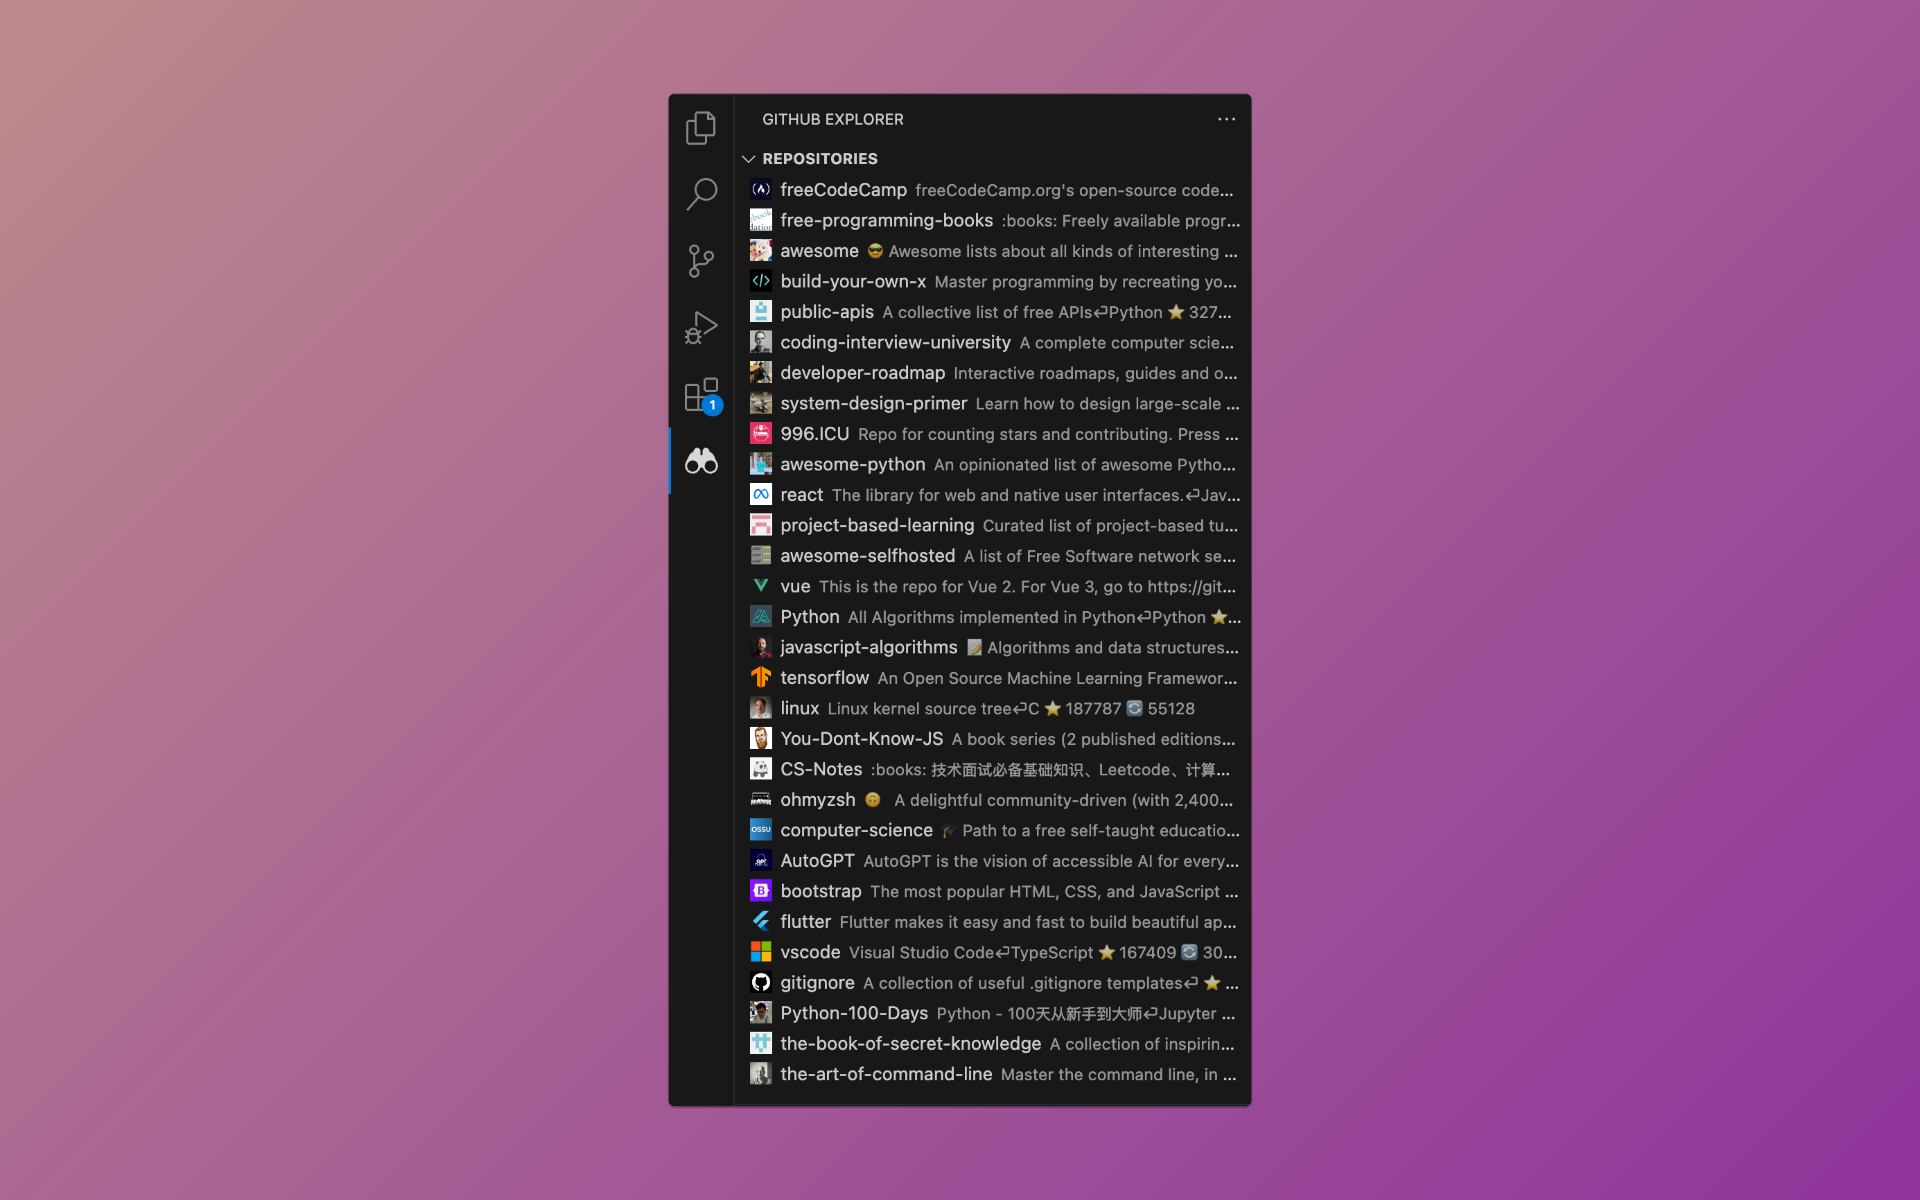 GITHUB EXPLORER
REPOSITORIES
freeCodeCamp freeCodeCamp.org's open-source code...
free-programming-books :books: Freely available progr...
awesome 😎 Awesome lists about all kinds of interesting ...
build-your-own-x Master programming by recreating yo...
public-apis A collective list of free APIs⏎Python ⭐ 327...
coding-interview-university A complete computer scie...
developer-roadmap Interactive roadmaps, guides and o...
system-design-primer Learn how to design large-scale ...
1
996.ICU Repo for counting stars and contributing. Press ...
awesome-python An opinionated list of awesome Pytho...
react The library for web and native user interfaces.⏎Jav...
project-based-learning Curated list of project-based tu...
awesome-selfhosted A list of Free Software network se...
vue This is the repo for Vue 2. For Vue 3, go to https://git...
Python All Algorithms implemented in Python⏎Python ⭐...
javascript-algorithms 📝 Algorithms and data structures...
tensorflow An Open Source Machine Learning Framewor...
linux Linux kernel source tree⏎C ⭐ 187787 🔄 55128
You-Dont-Know-JS A book series (2 published editions...
CS-Notes :books: 技术面试必备基础知识、Leetcode、计算...
ohmyzsh 🙃 A delightful community-driven (with 2,400...
OSSU computer-science 🎓 Path to a free self-taught educatio...
AutoGPT AutoGPT is the vision of accessible AI for every...
bootstrap The most popular HTML, CSS, and JavaScript ...
flutter Flutter makes it easy and fast to build beautiful ap...
vscode Visual Studio Code⏎TypeScript ⭐ 167409 🔄 30...
gitignore A collection of useful .gitignore templates⏎ ⭐ ...
Python-100-Days Python - 100天从新手到大师⏎Jupyter ...
the-book-of-secret-knowledge A collection of inspirin...
the-art-of-command-line Master the command line, in ...